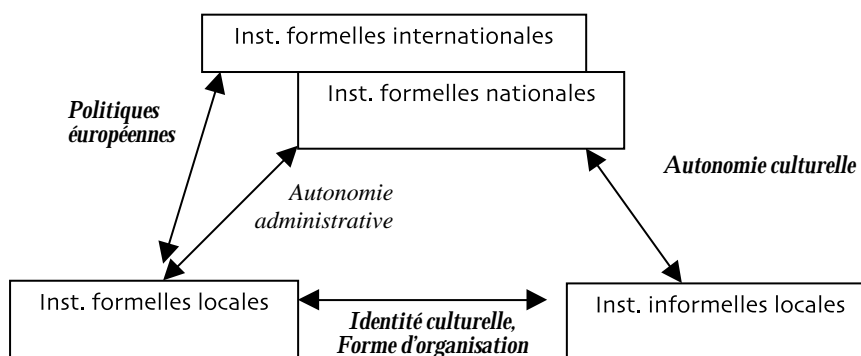 Inst. formelles internationales
Inst. formelles nationales
Politiques
éuropéennes
Autonomie culturelle
Autonomie
administrative
Inst. formelles locales
Inst. informelles locales
Identité culturelle,
Forme d'organisation